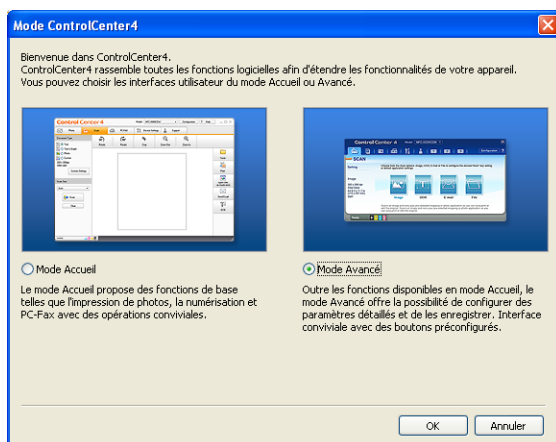 Mode ControlCenter4
Bienvenue dans ControlCenter4.
ControlCenter4 rassemble toutes les fonctions logicielles afin d'étendre les fonctionnalités de votre appareil.
Vous pouvez choisir les interfaces utilisateur du mode Accueil ou Avancé.
Control Center 4
Control Center 4
SCAN
Mode Accueil
Le mode Accueil propose des fonctions de base
telles que l'impression de photos, la numérisation et
PC-Fax avec des opérations conviviales.
Mode Avancé
Outre les fonctions disponibles en mode Accueil, le
mode Avancé offre la possibilité de configurer des
paramètres détaillés et de les enregistrer. Interface
conviviale avec des boutons préconfigurés.
OK
Annuler